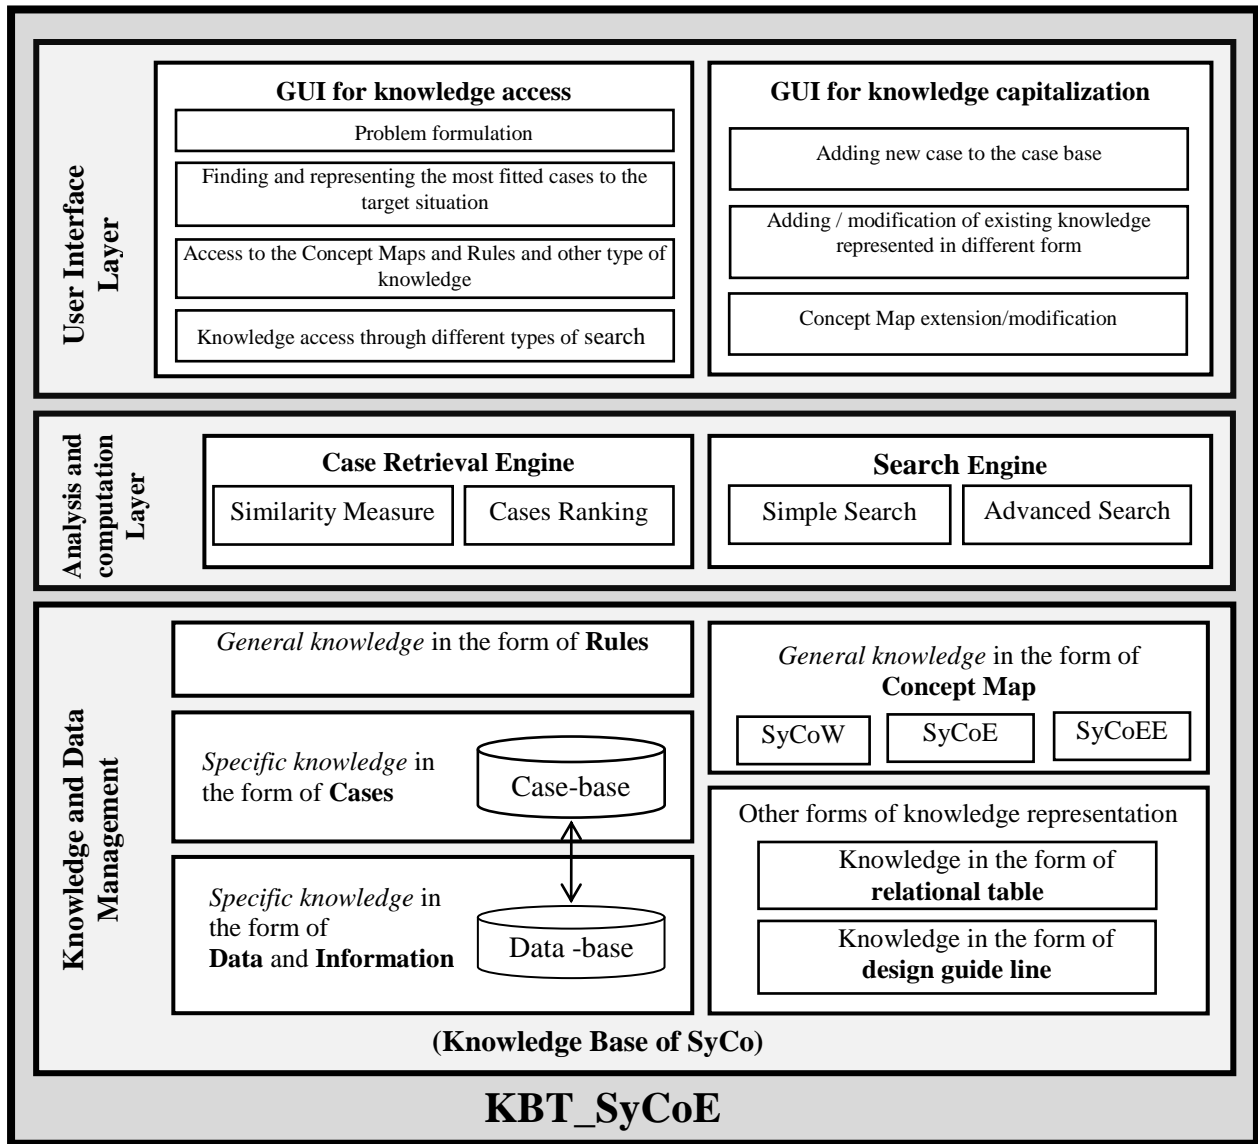 User Interface
Layer
GUI for knowledge access
Problem formulation
Finding and representing the most fitted cases to the
target situation
Access to the Concept Maps and Rules and other type of
knowledge
Knowledge access through different types of search
GUI for knowledge capitalization
Adding new case to the case base
Adding / modification of existing knowledge
represented in different form
Concept Map extension/modification
Analysis and
computation
Layer
Case Retrieval Engine
Similarity Measure
Cases Ranking
Search Engine
Simple Search
Advanced Search
Knowledge and Data
Management
General knowledge in the form of Rules
Specific knowledge in
the form of Cases
Case-base
Specific knowledge in
the form of
Data and Information
Data -base
General knowledge in the form of
Concept Map
SyCoW
SyCoE
SyCoEE
Other forms of knowledge representation
Knowledge in the form of
relational table
Knowledge in the form of
design guide line
(Knowledge Base of SyCo)
KBT_SyCoE